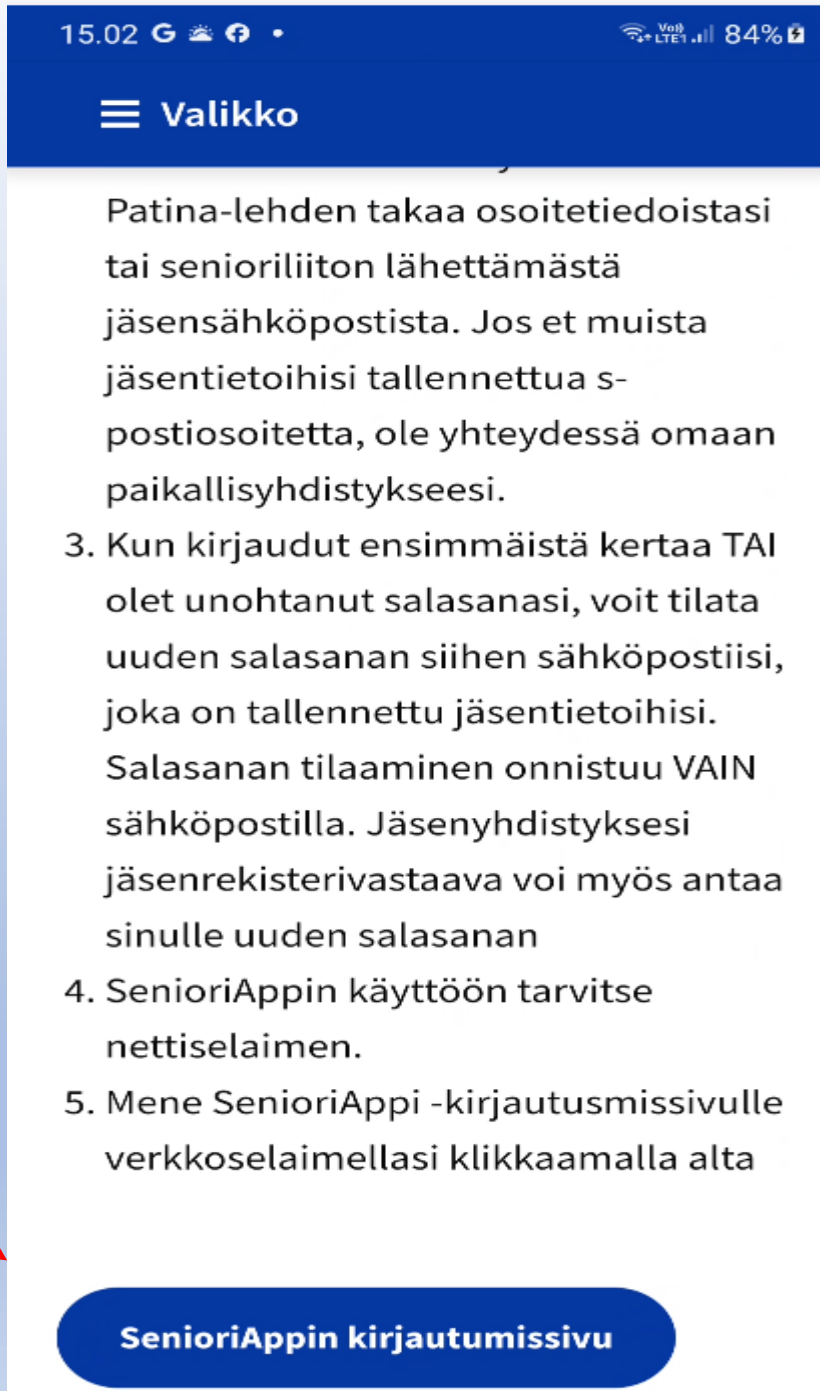 15.02 G
Vo)) LTE1 84%
Valikko
Patina-lehden takaa osoitetiedoistasi
tai senioriliiton lähettämästä
jäsensähköpostista. Jos et muista
jäsentietoihisi tallennettua s-
postiosoitetta, ole yhteydessä omaan
paikallisyhdistykseesi.
3. Kun kirjaudut ensimmäistä kertaa TAI
olet unohtanut salasanasi, voit tilata
uuden salasanan siihen sähköpostiisi,
joka on tallennettu jäsentietoihisi.
Salasanan tilaaminen onnistuu VAIN
sähköpostilla. Jäsenyhdistyksesi
jäsenrekisterivastaava voi myös antaa
sinulle uuden salasanan
4. SenioriAppin käyttöön tarvitse
nettiselaimen.
5. Mene SenioriAppi -kirjautusmissivulle
verkkoselaimellasi klikkaamalla alta
SenioriAppin kirjautumissivu